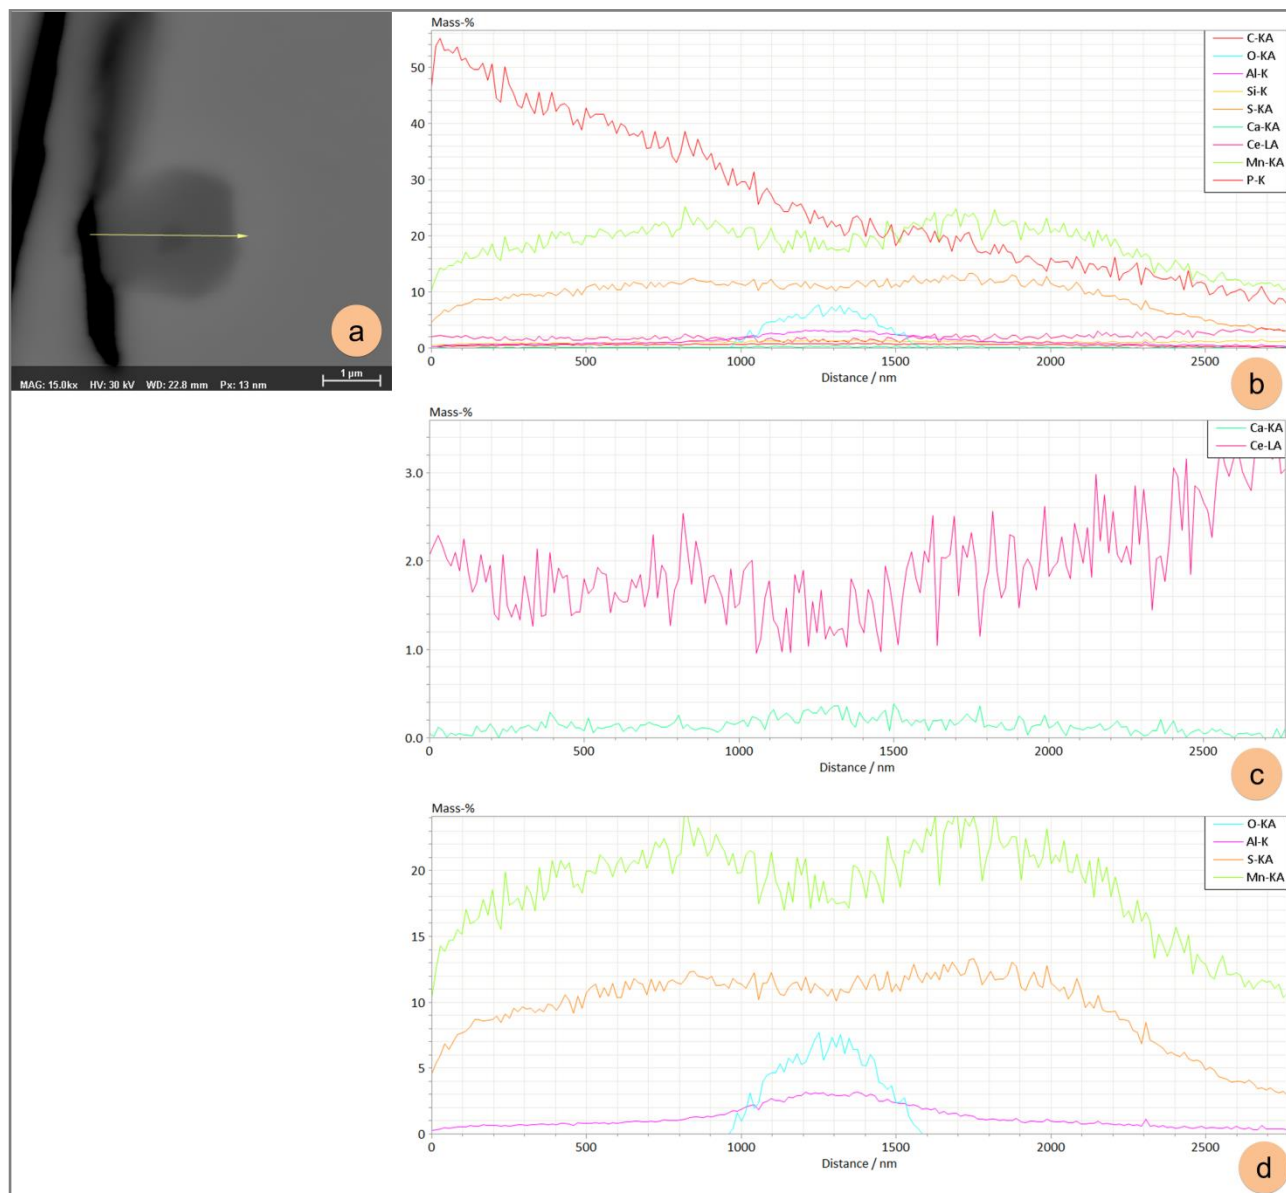 a
MAG: 15.0kx HV: 30 kV WD: 22.8 mm Px: 13 nm
1 µm
Mass-%
50
40
30
20
10
0
500
1000
1500
2000
2500
Distance / nm
C-KA
O-KA
Al-K
Si-K
S-KA
Ca-KA
Ce-LA
Mn-KA
P-K
b
Mass-%
3.0
2.0
1.0
0.0
0
500
1000
1500
2000
2500
Distance / nm
Ca-KA
Ce-LA
c
Mass-%
20
15
10
5
0
0
500
1000
1500
2000
2500
Distance / nm
O-KA
Al-K
S-KA
Mn-KA
d